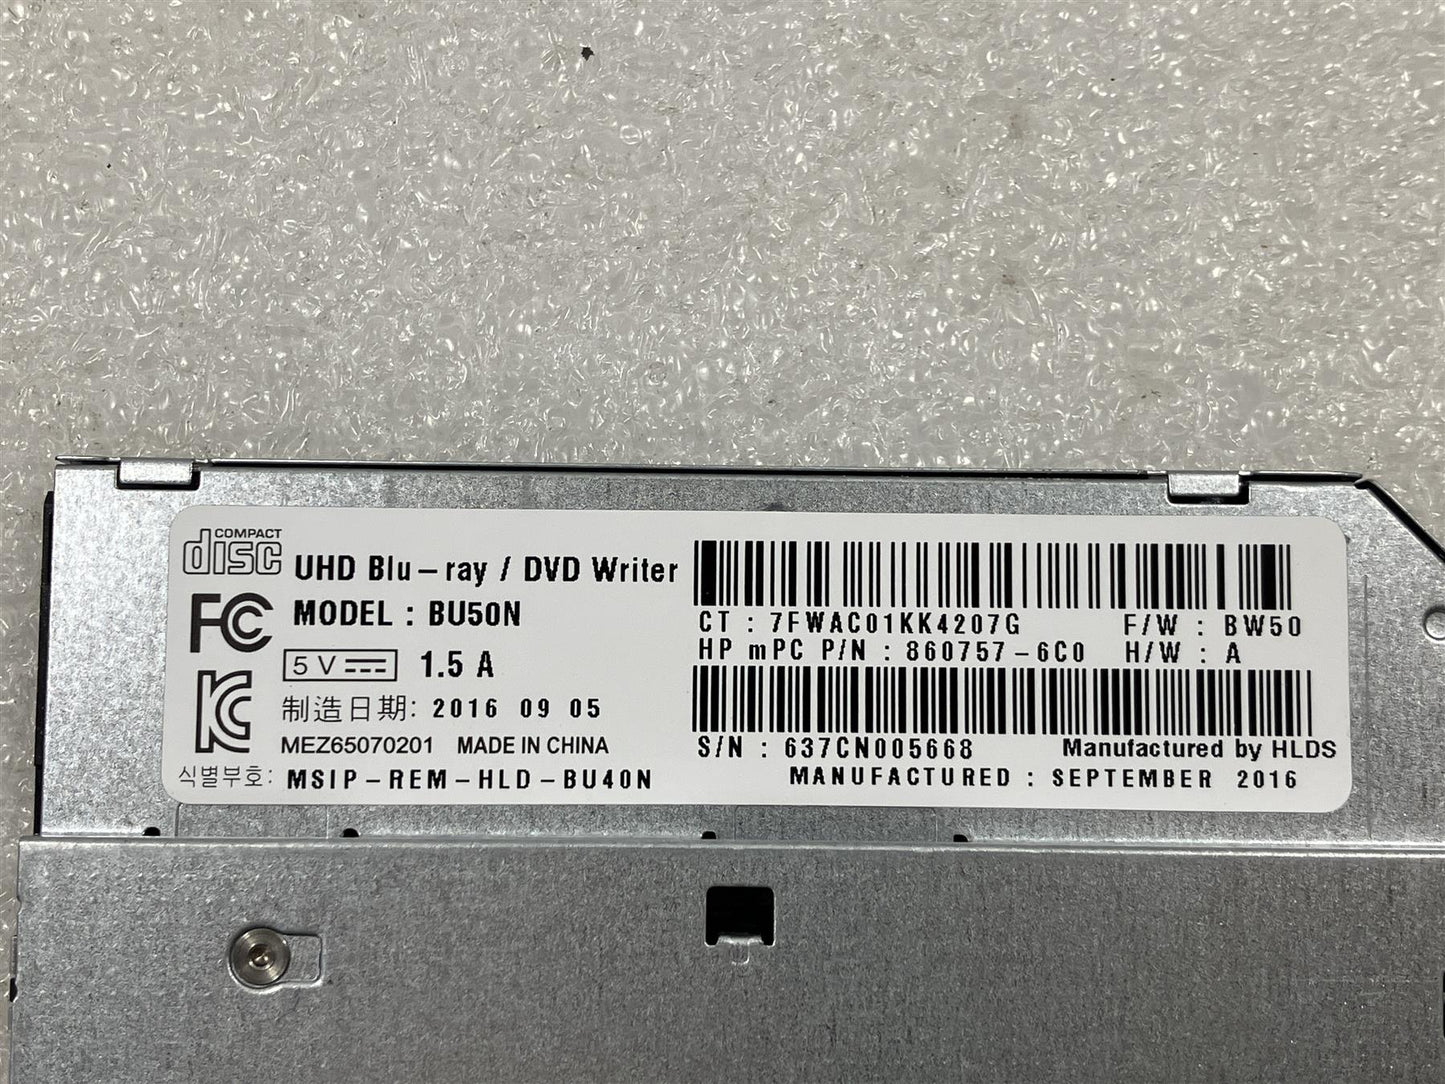 COMPACT
disc
UHD Blu-ray / DVD Writer
FC
MODEL : BU50N
5V 1.5 A
制造日期: 2016 09 05
MEZ65070201 MADE IN CHINA
식별부호: MSIP-REM-HLD-BU40N
CT : 7FWAC01KK4207G F/W : BW50
HP mPC P/N : 860757-6C0 H/W : A
S/N : 637CN005668 Manufactured by HLDS
MANUFACTURED : SEPTEMBER 2016